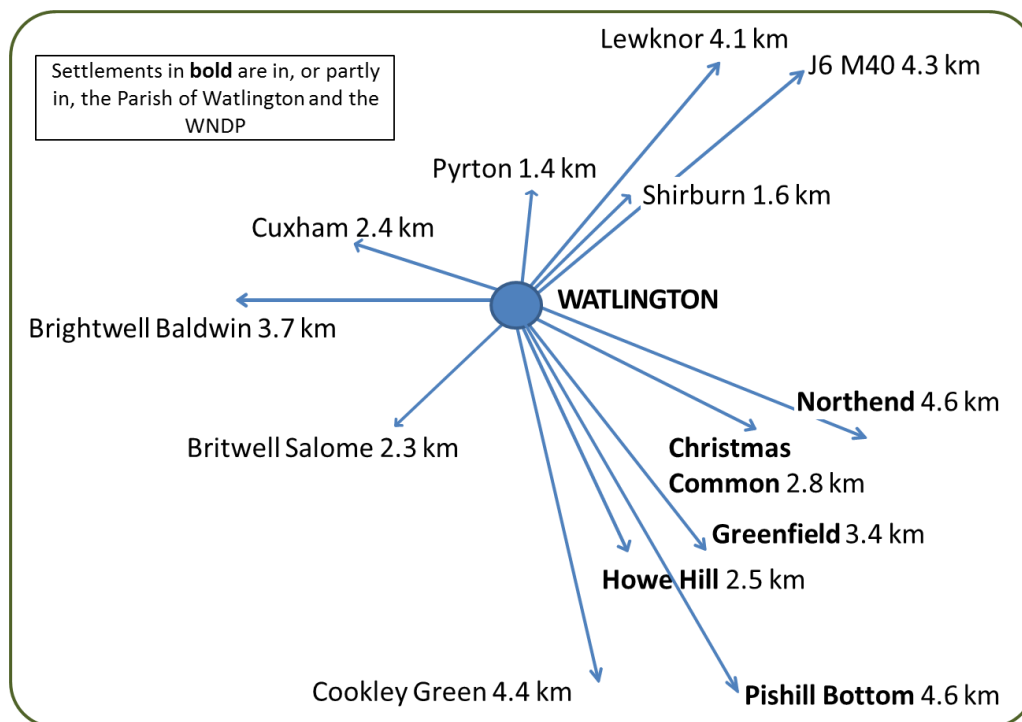 Lewknor 4.1 km
J6 M40 4.3 km
Settlements in bold are in, or partly
in, the Parish of Watlington and the
WNDP
Pyrton 1.4 km
Shirburn 1.6 km
Cuxham 2.4 km
WATLINGTON
Brightwell Baldwin 3.7 km
Northend 4.6 km
Britwell Salome 2.3 km
Christmas
Common 2.8 km
Greenfield 3.4 km
Howe Hill 2.5 km
Cookley Green 4.4 km
Pishill Bottom 4.6 km